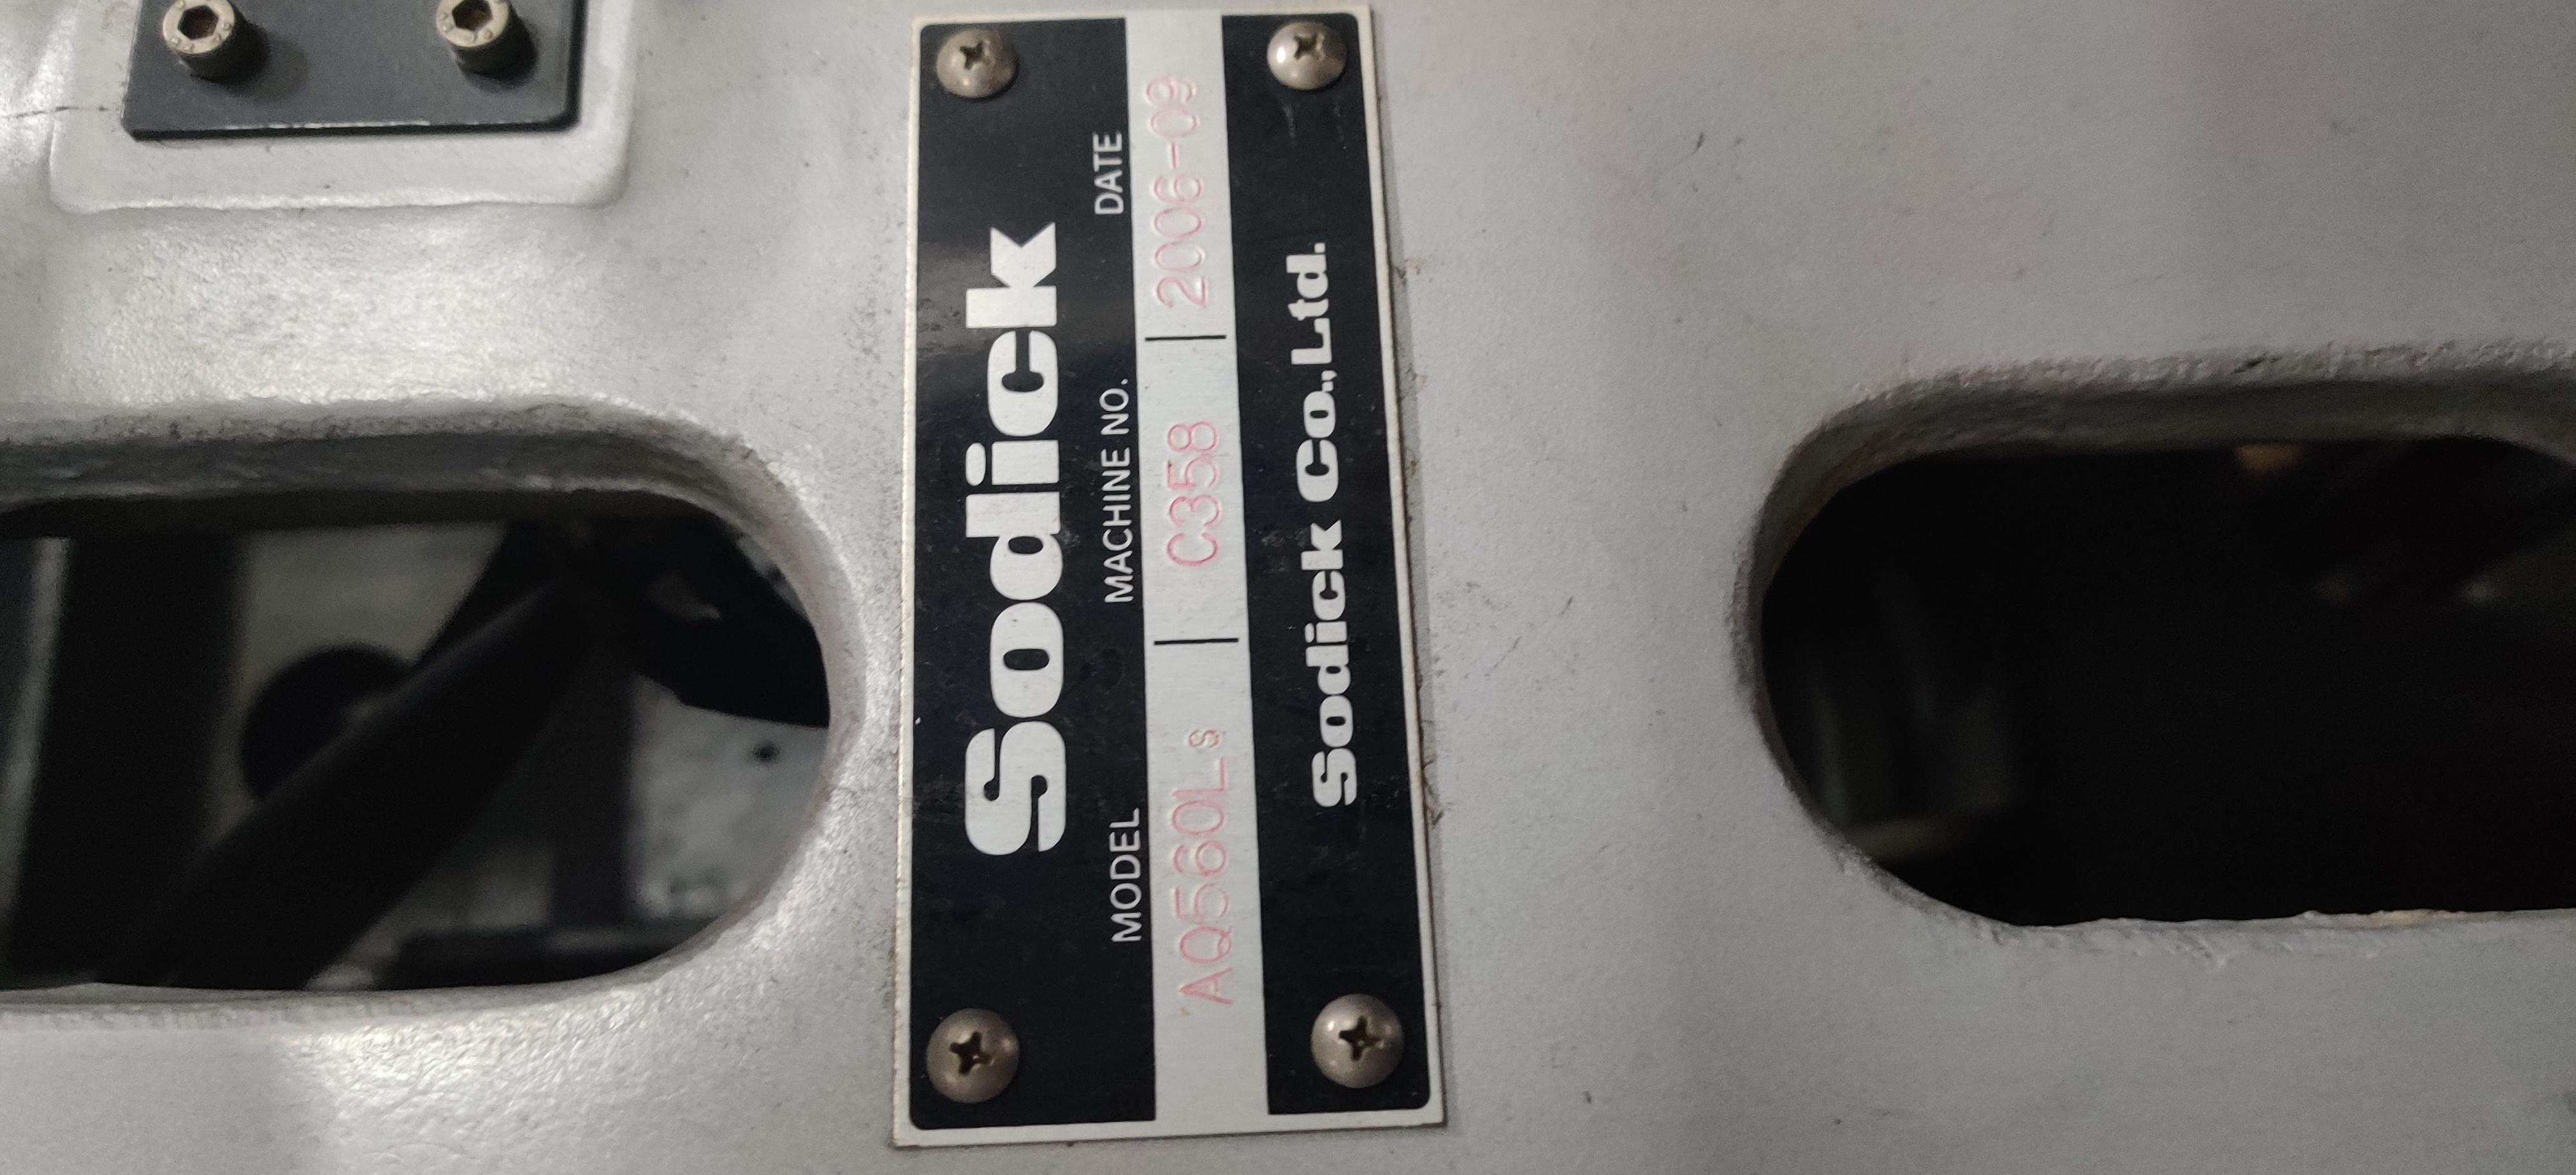 Sodick
MODEL MACHINE NO. DATE
AQ560Ls | C358 | 2006-09
Sodick Co.,Ltd.